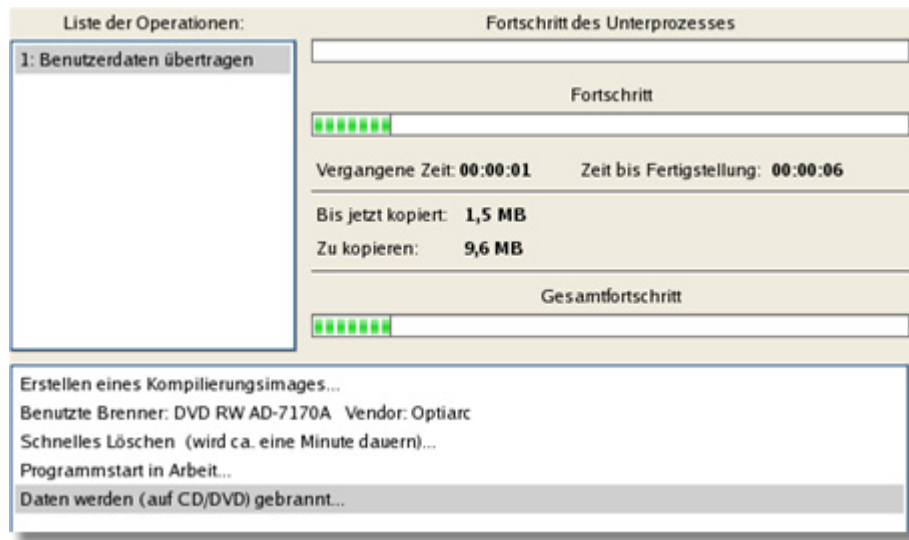 Liste der Operationen:
1: Benutzerdaten übertragen
Fortschritt des Unterprozesses
Fortschritt
Vergangene Zeit: 00:00:01 Zeit bis Fertigstellung: 00:00:06
Bis jetzt kopiert: 1,5 MB
Zu kopieren: 9,6 MB
Gesamtfortschritt
Erstellen eines Kompilierungsimages...
Benutzte Brenner: DVD RW AD-7170A Vendor: Optiarc
Schnelles Löschen (wird ca. eine Minute dauern)...
Programmstart in Arbeit...
Daten werden (auf CD/DVD) gebrannt...